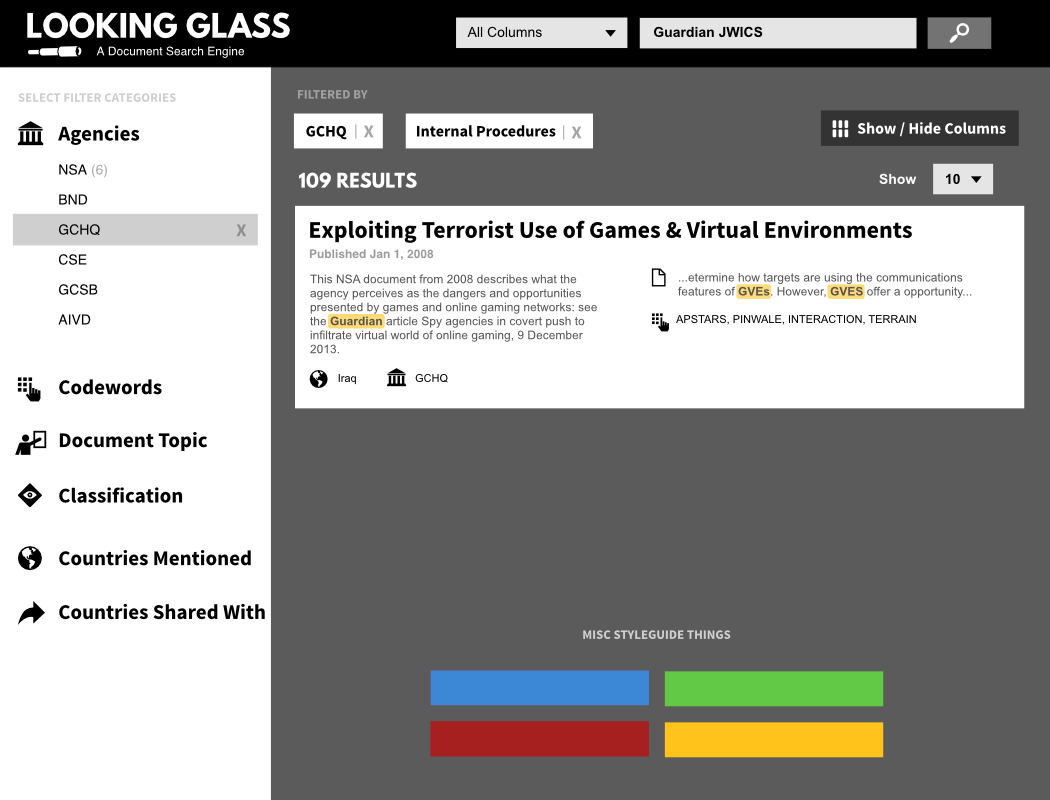 LOOKING GLASS
A Document Search Engine
All Columns
Guardian JWICS
SELECT FILTER CATEGORIES
Agencies
NSA (6)
BND
GCHQ X
CSE
GCSB
AIVD
Codewords
Document Topic
Classification
Countries Mentioned
Countries Shared With
FILTERED BY
GCHQ | X
Internal Procedures | X
Show / Hide Columns
109 RESULTS
Show
10
Exploiting Terrorist Use of Games & Virtual Environments
Published Jan 1, 2008
This NSA document from 2008 describes what the
agency perceives as the dangers and opportunities
presented by games and online gaming networks: see
the Guardian article Spy agencies in covert push to
infiltrate virtual world of online gaming, 9 December
2013.
Iraq
GCHQ
...etermine how targets are using the communications
features of GVEs. However, GVES offer a opportunity...
APSTARS, PINWALE, INTERACTION, TERRAIN
MISC STYLEGUIDE THINGS